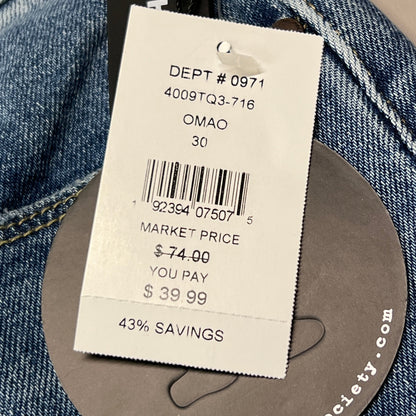 DEPT # 0971
4009TQ3-716
OMAO
30
1 92394 07507 5
MARKET PRICE
$ 74.00
YOU PAY
$ 39.99
43% SAVINGS
ciety.com